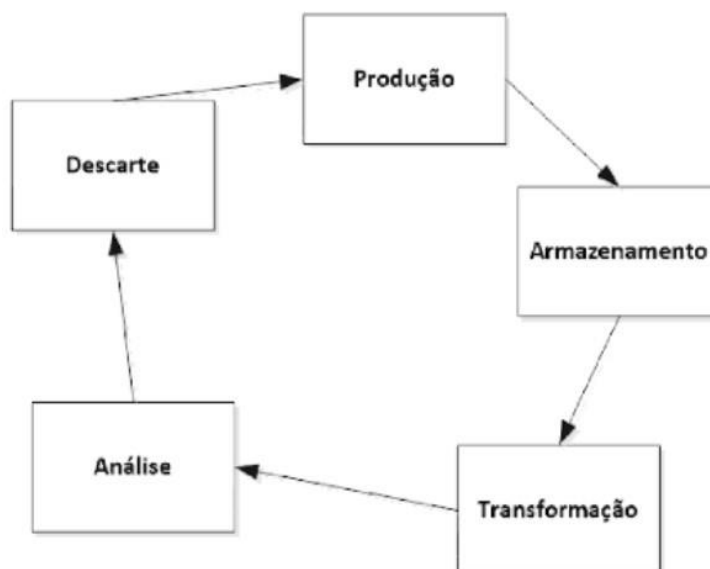 Produção
Armazenamento
Transformação
Análise
Descarte